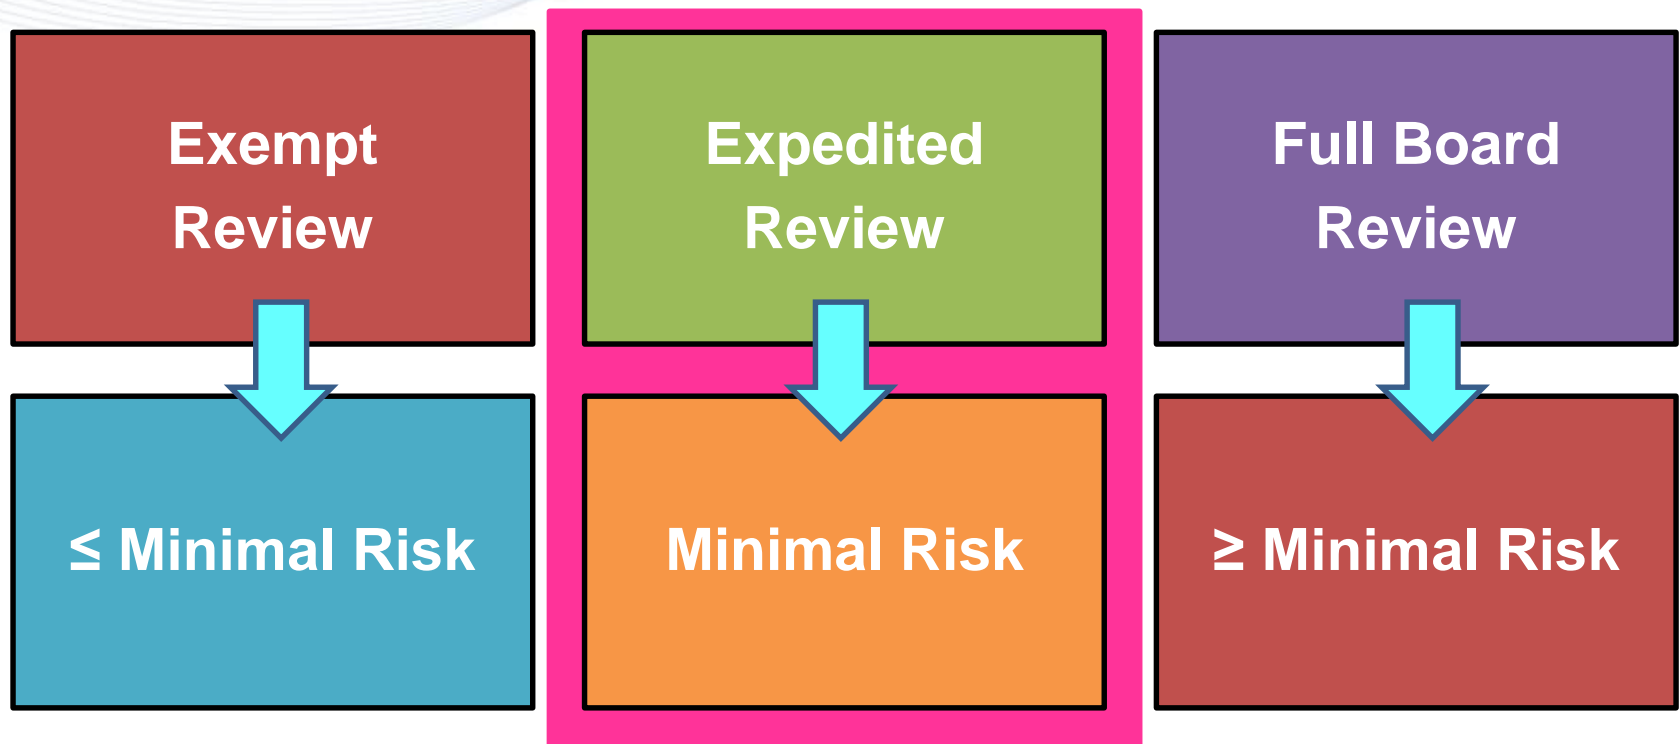 Exempt
Review
Expedited
Review
Full Board
Review
≤ Minimal Risk
Minimal Risk
≥ Minimal Risk